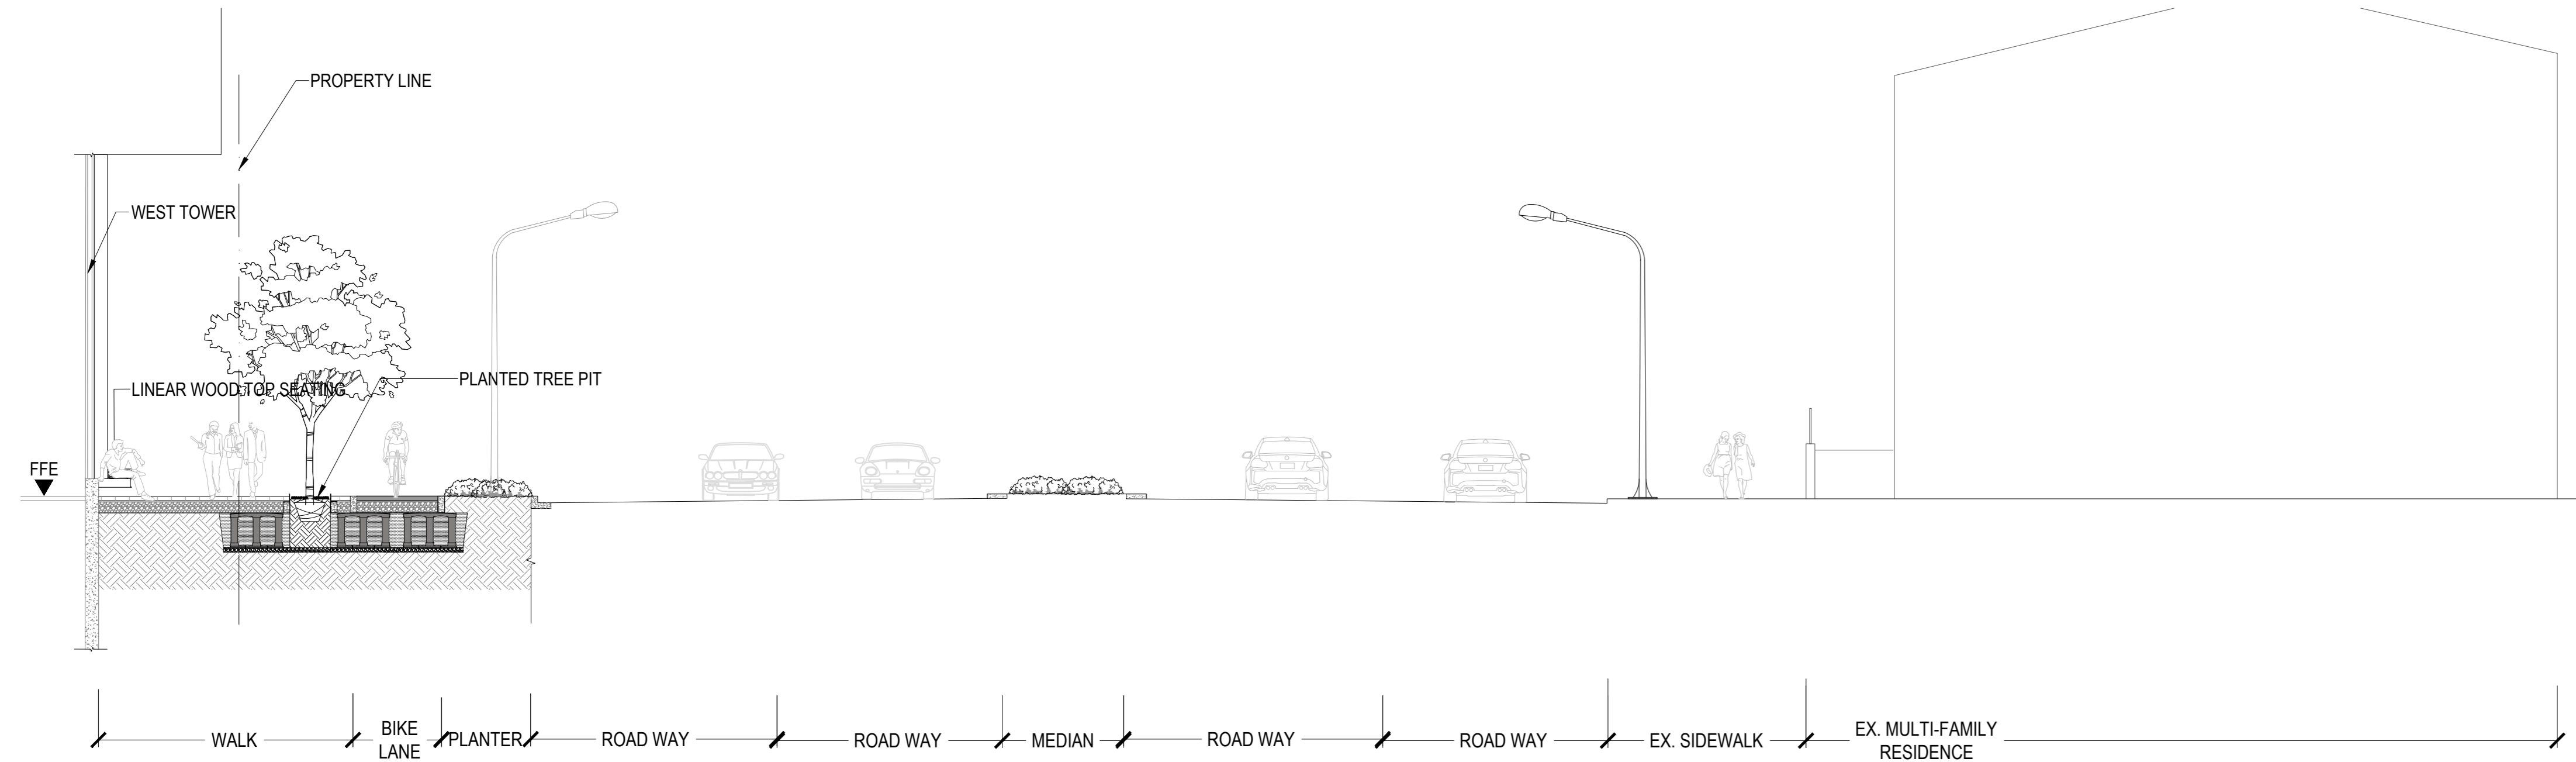 PROPERTY LINE
WEST TOWER
PLANTED TREE PIT
LINEAR WOOD TOP SEATING
FFE
WALK
BIKE
LANE
PLANTER
ROAD WAY
ROAD WAY
MEDIAN
ROAD WAY
ROAD WAY
EX. SIDEWALK
EX. MULTI-FAMILY
RESIDENCE